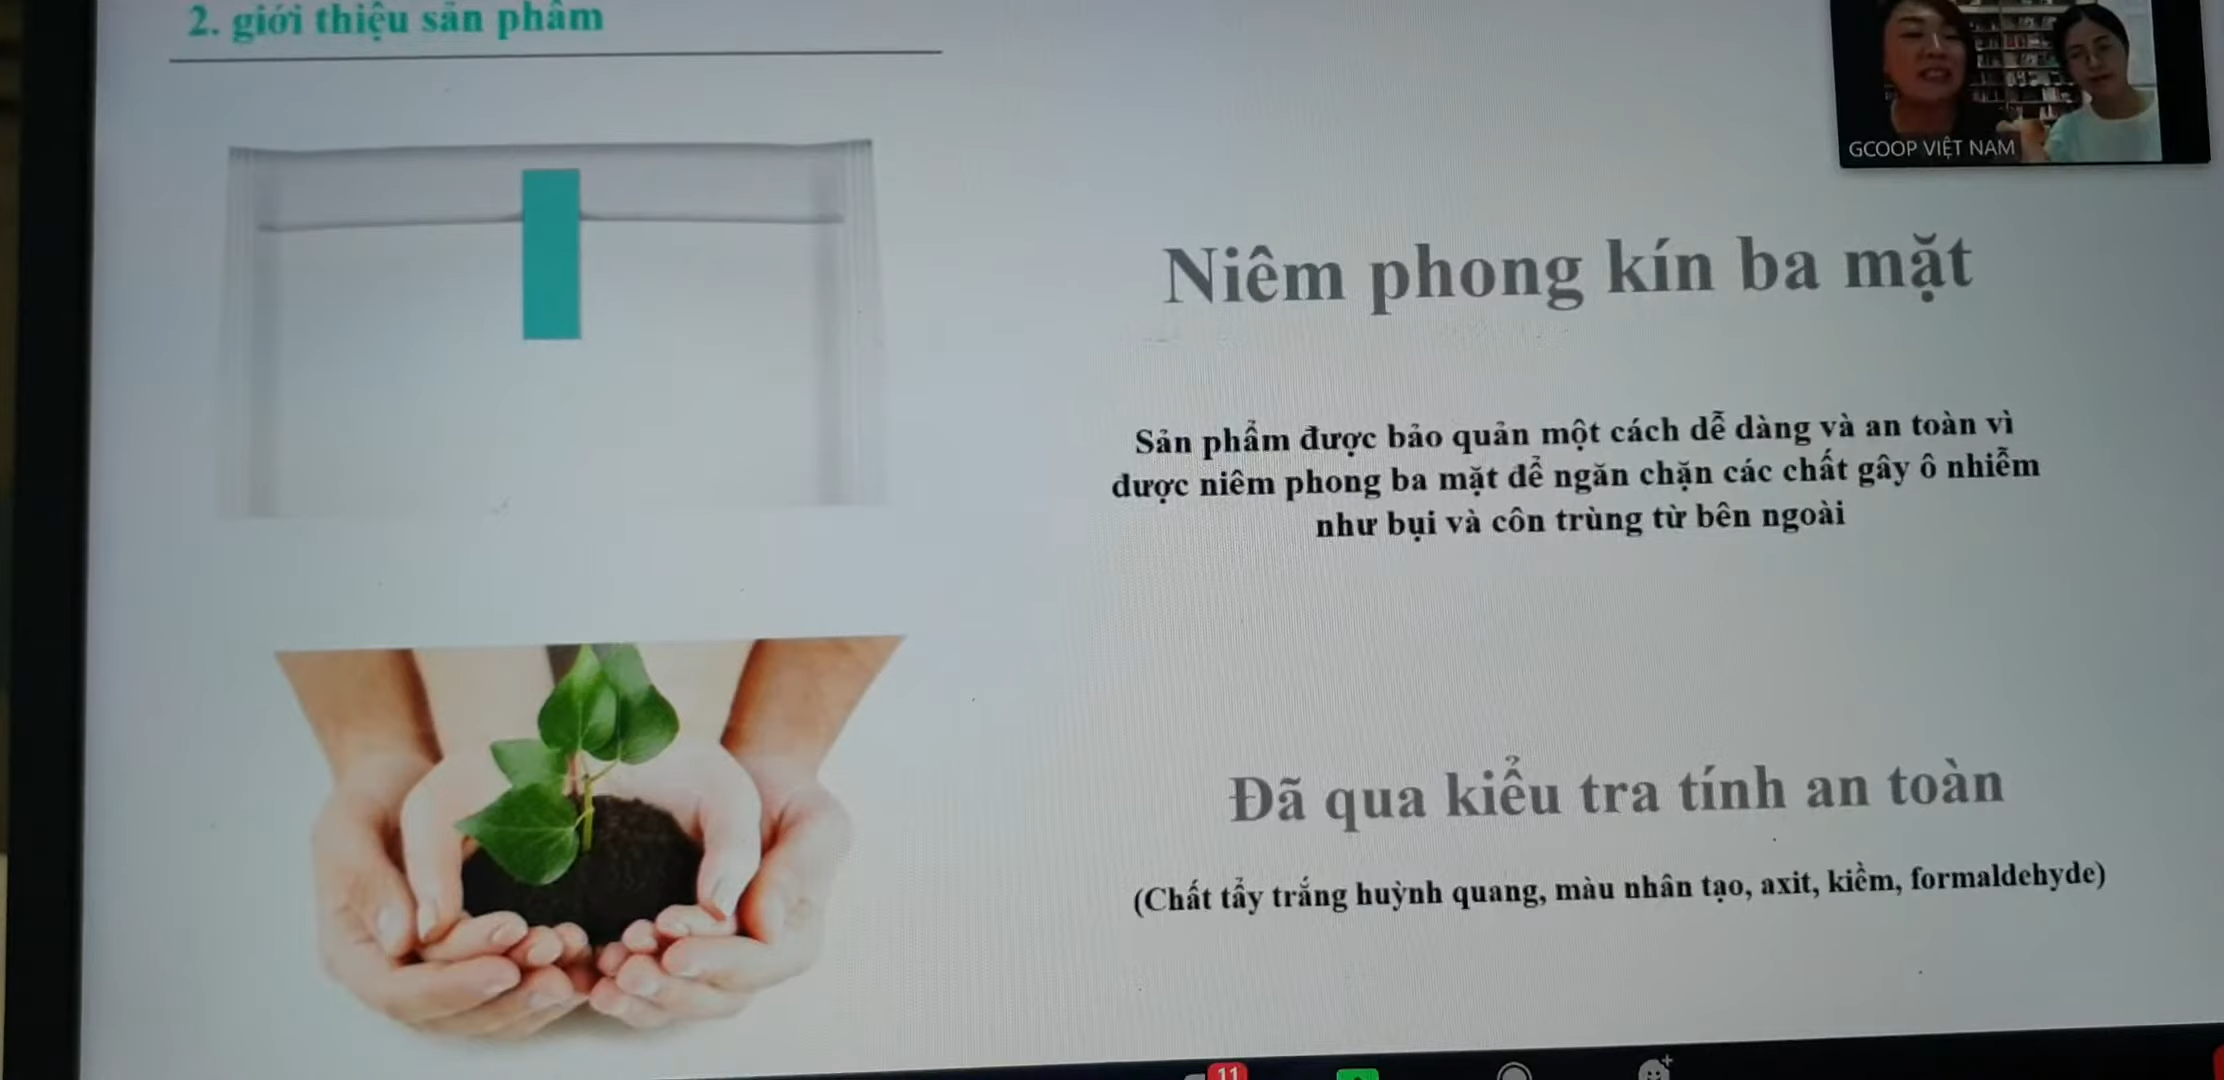 2. giới thiệu sản phẩm
GCOOP VIỆT NAM
Niêm phong kín ba mặt
Sản phẩm được bảo quản một cách dễ dàng và an toàn vì
được niêm phong ba mặt để ngăn chặn các chất gây ô nhiễm
như bụi và côn trùng từ bên ngoài
Đã qua kiểu tra tính an toàn
(Chất tẩy trắng huỳnh quang, màu nhân tạo, axit, kiềm, formaldehyde)
11